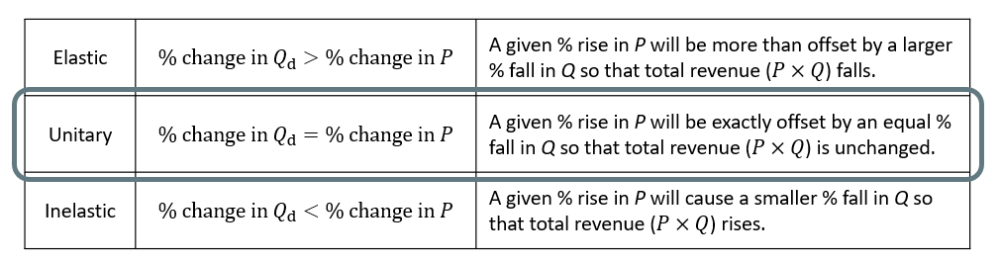 Elastic
% change in Qd > % change in P
A given % rise in P will be more than offset by a larger
% fall in Q so that total revenue (P × Q) falls.
Unitary
% change in Qd = % change in P
A given % rise in P will be exactly offset by an equal %
fall in Q so that total revenue (P × Q) is unchanged.
Inelastic
% change in Qd < % change in P
A given % rise in P will cause a smaller % fall in Q so
that total revenue (P × Q) rises.